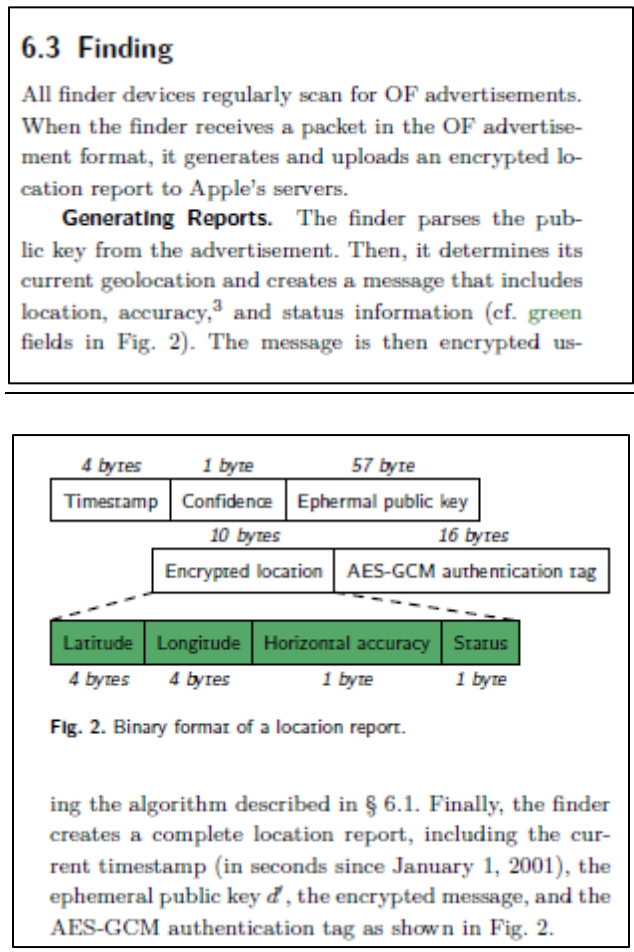 6.3 Finding
All finder devices regularly scan for OF advertisements.
When the finder receives a packet in the OF advertise-
ment format, it generates and uploads an encrypted lo-
cation report to Apple's servers.
Generating Reports. The finder parses the pub-
lic key from the advertisement. Then, it determines its
current geolocation and creates a message that includes
location, accuracy,³ and status information (cf. green
fields in Fig. 2). The message is then encrypted us-
4 bytes 1 byte 57 byte
Timestamp Confidence Ephermal public key
10 bytes 16 bytes
Encrypted location AES-GCM authentication tag
Latitude Longitude Horizontal accuracy Status
4 bytes 4 bytes 1 byte 1 byte
Fig. 2. Binary format of a location report.
ing the algorithm described in § 6.1. Finally, the finder
creates a complete location report, including the cur-
rent timestamp (in seconds since January 1, 2001), the
ephemeral public key d′, the encrypted message, and the
AES-GCM authentication tag as shown in Fig. 2.